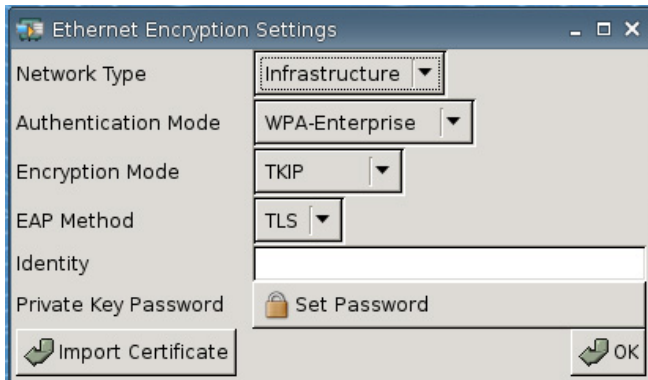 Ethernet Encryption Settings
Network Type Infrastructure
Authentication Mode WPA-Enterprise
Encryption Mode TKIP
EAP Method TLS
Identity
Private Key Password Set Password
Import Certificate OK